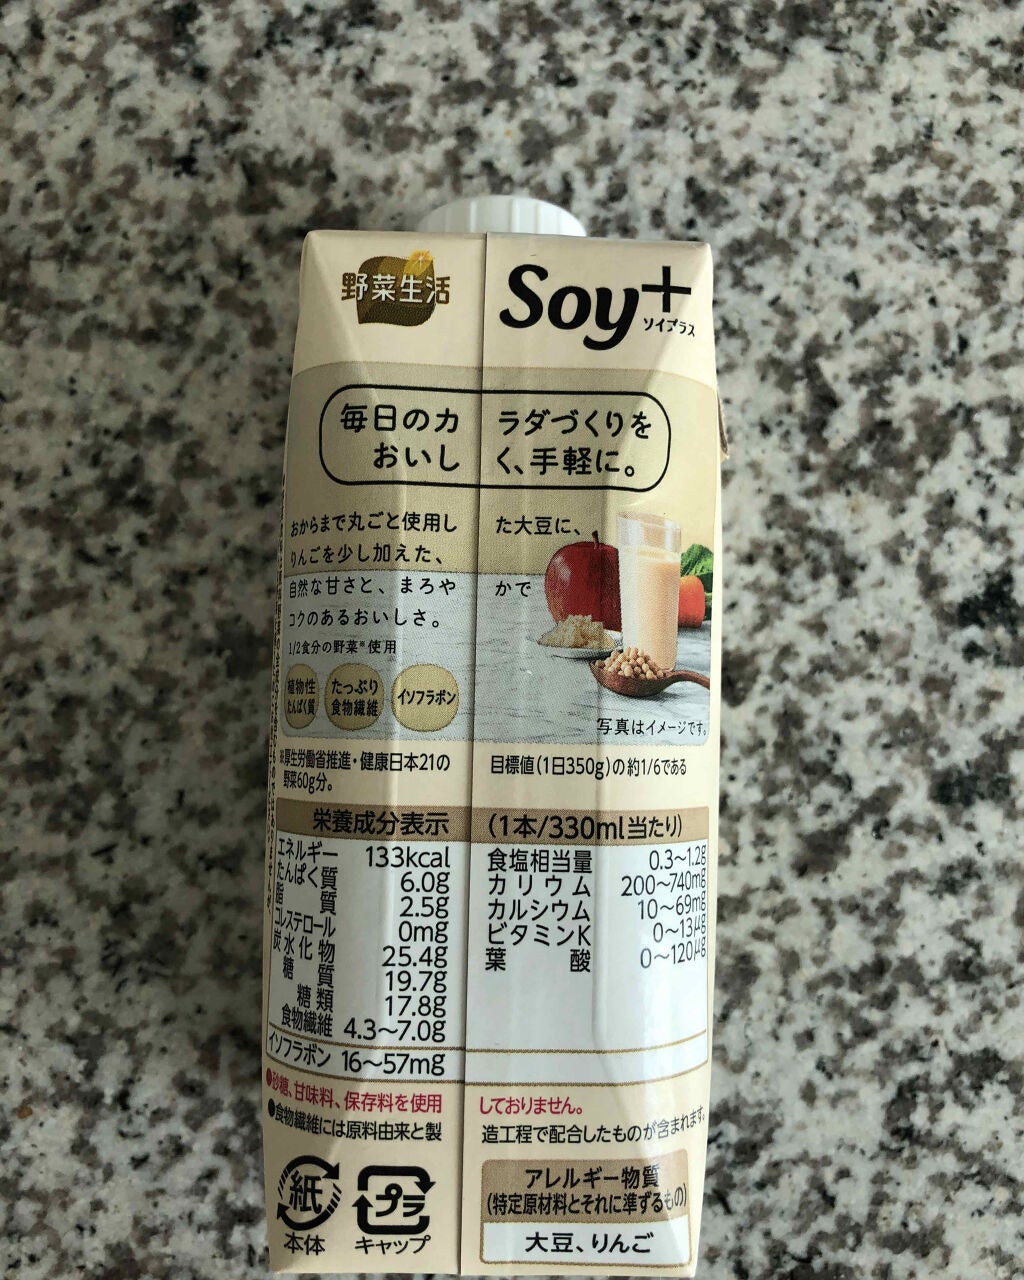 野菜生活
Soy+
ソイプラス
毎日のカラダづくりを
おいしく、手軽に。
おからまで丸ごと使用した大豆に、
りんごを少し加えた、
自然な甘さと、まろやかで
コクのあるおいしさ。
1/2食分の野菜※使用
植物性たんぱく質
たっぷり食物繊維
イソフラボン
写真はイメージです。
※厚生労働省推進・健康日本21の目標値(1日350g)の約1/6である
野菜60g分。
栄養成分表示(1本/330ml当たり)
エネルギー 133kcal
たんぱく質 6.0g
脂質 2.5g
コレステロール 0mg
炭水化物 25.4g
糖質 19.7g
糖類 17.8g
食物繊維 4.3〜7.0g
食塩相当量 0.3〜1.2g
カリウム 200〜740mg
カルシウム 10〜69mg
ビタミンK 0〜13μg
葉酸 0〜120μg
イソフラボン 16〜57mg
●砂糖、甘味料、保存料を使用しておりません。
●食物繊維には原料由来と製造工程で配合したものが含まれます。
紙
本体
プラ
キャップ
アレルギー物質
(特定原材料とそれに準ずるもの)
大豆、りんご